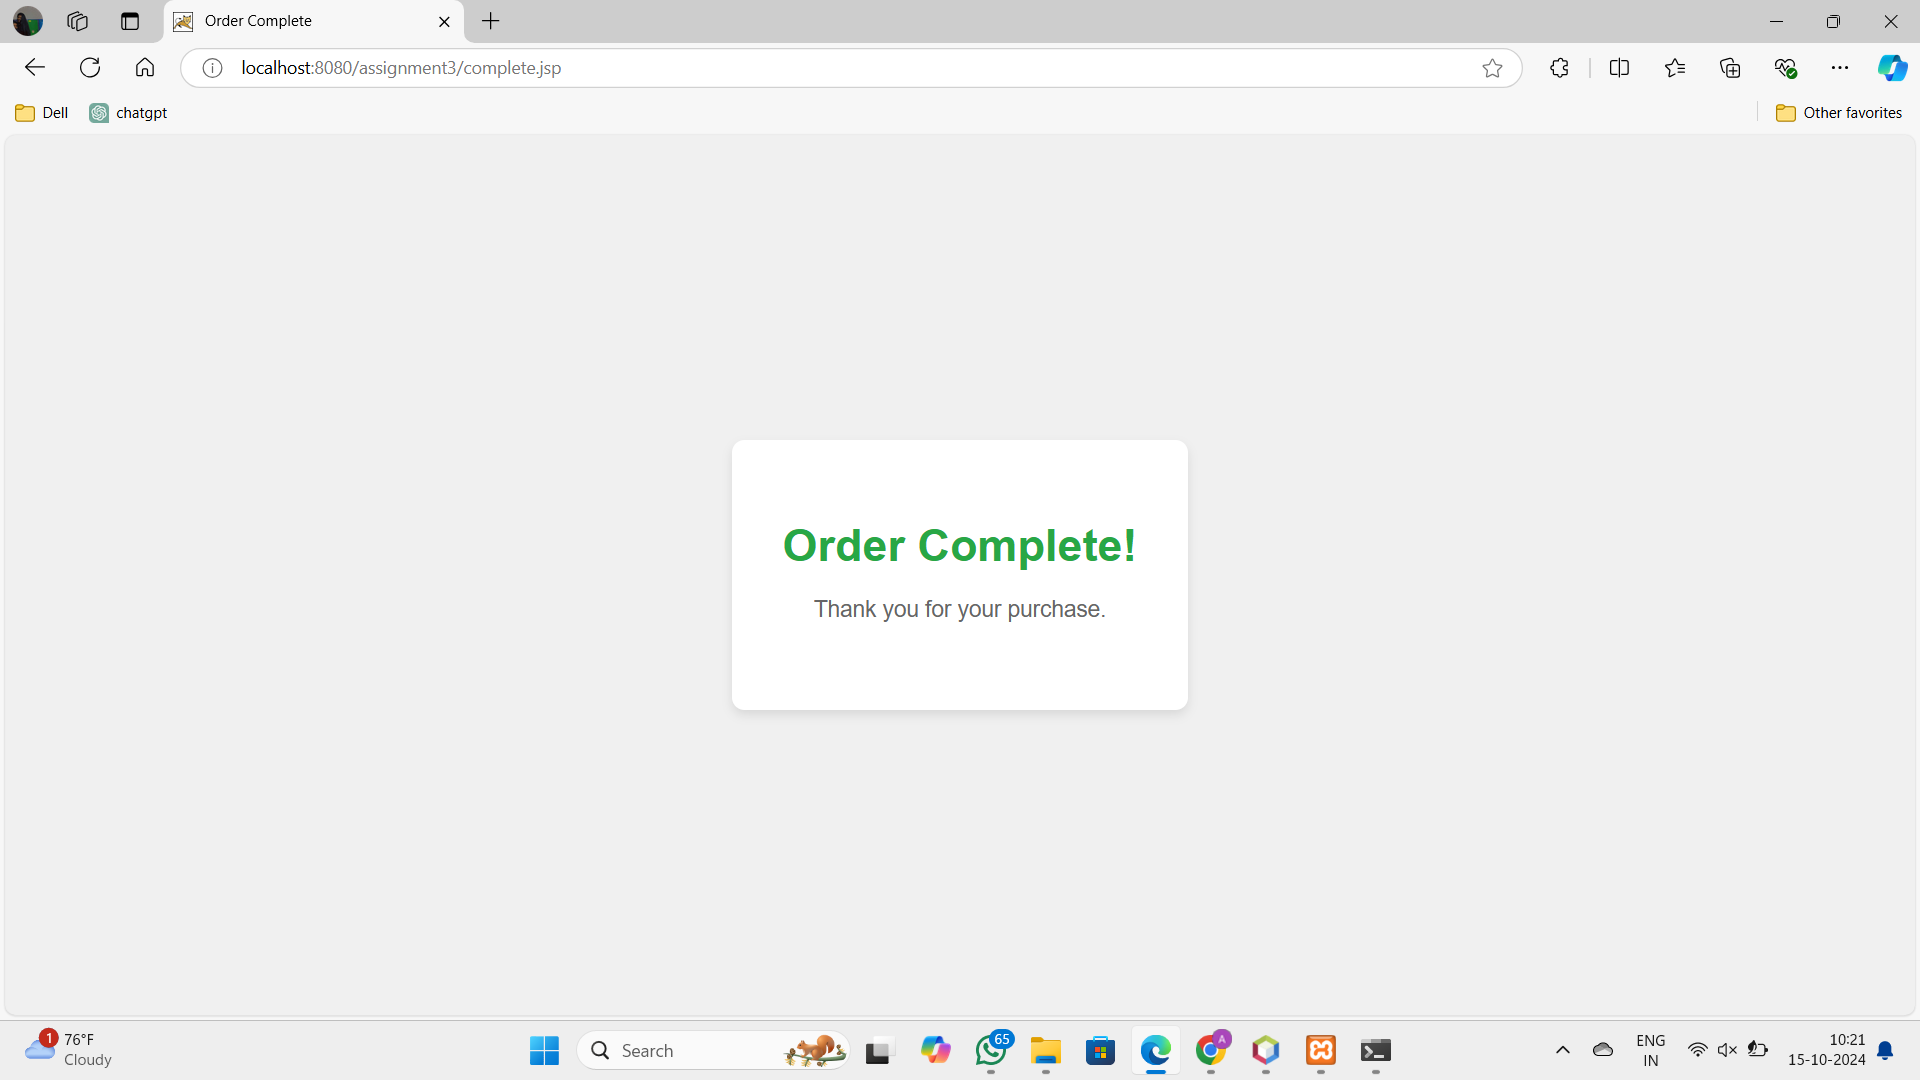 Order Complete
localhost:8080/assignment3/complete.jsp
Dell
chatgpt
Other favorites
Order Complete!
Thank you for your purchase.
1
76°F
Cloudy
Search
65
A
ENG
IN
10:21
15-10-2024